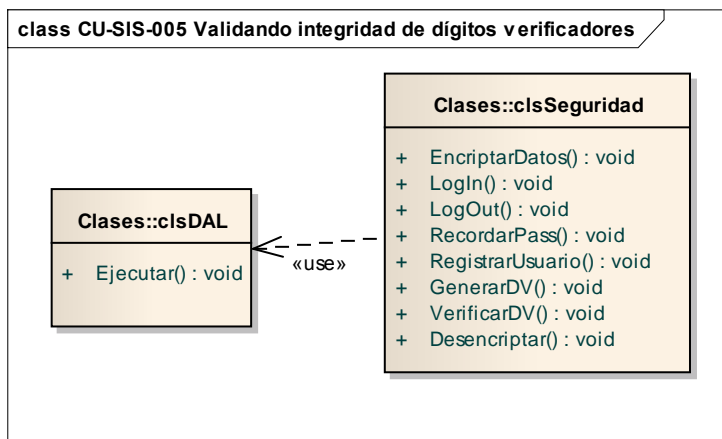 class CU-SIS-005 Validando integridad de dígitos verificadores
Clases::clsDAL
+ Ejecutar() : void
«use»
Clases::clsSeguridad
+ EncriptarDatos() : void
+ LogIn() : void
+ LogOut() : void
+ RecordarPass() : void
+ RegistrarUsuario() : void
+ GenerarDV() : void
+ VerificarDV() : void
+ Desencriptar() : void